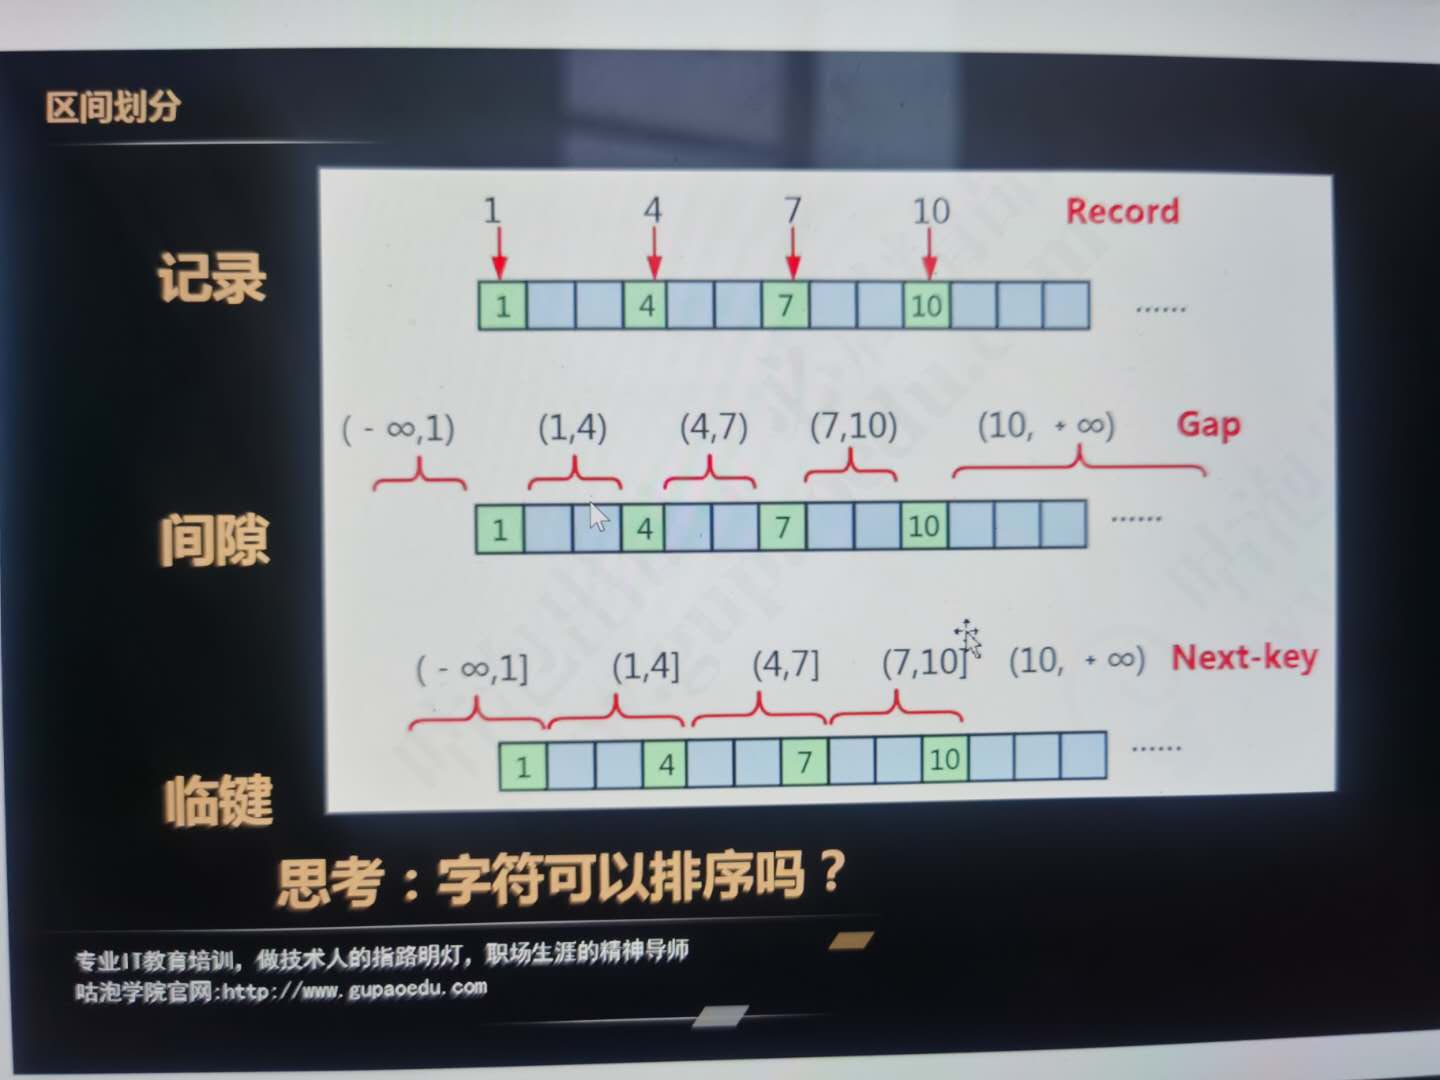 区间划分
1 4 7 10 Record
记录
1 4 7 10 ......
( - ∞,1) (1,4) (4,7) (7,10) (10, + ∞) Gap
间隙
1 4 7 10 ......
( - ∞,1] (1,4] (4,7] (7,10] (10, + ∞) Next-key
1 4 7 10 ......
临键
思考：字符可以排序吗？
专业IT教育培训，做技术人的指路明灯，职场生涯的精神导师
咕泡学院官网:http://www.gupaoedu.com